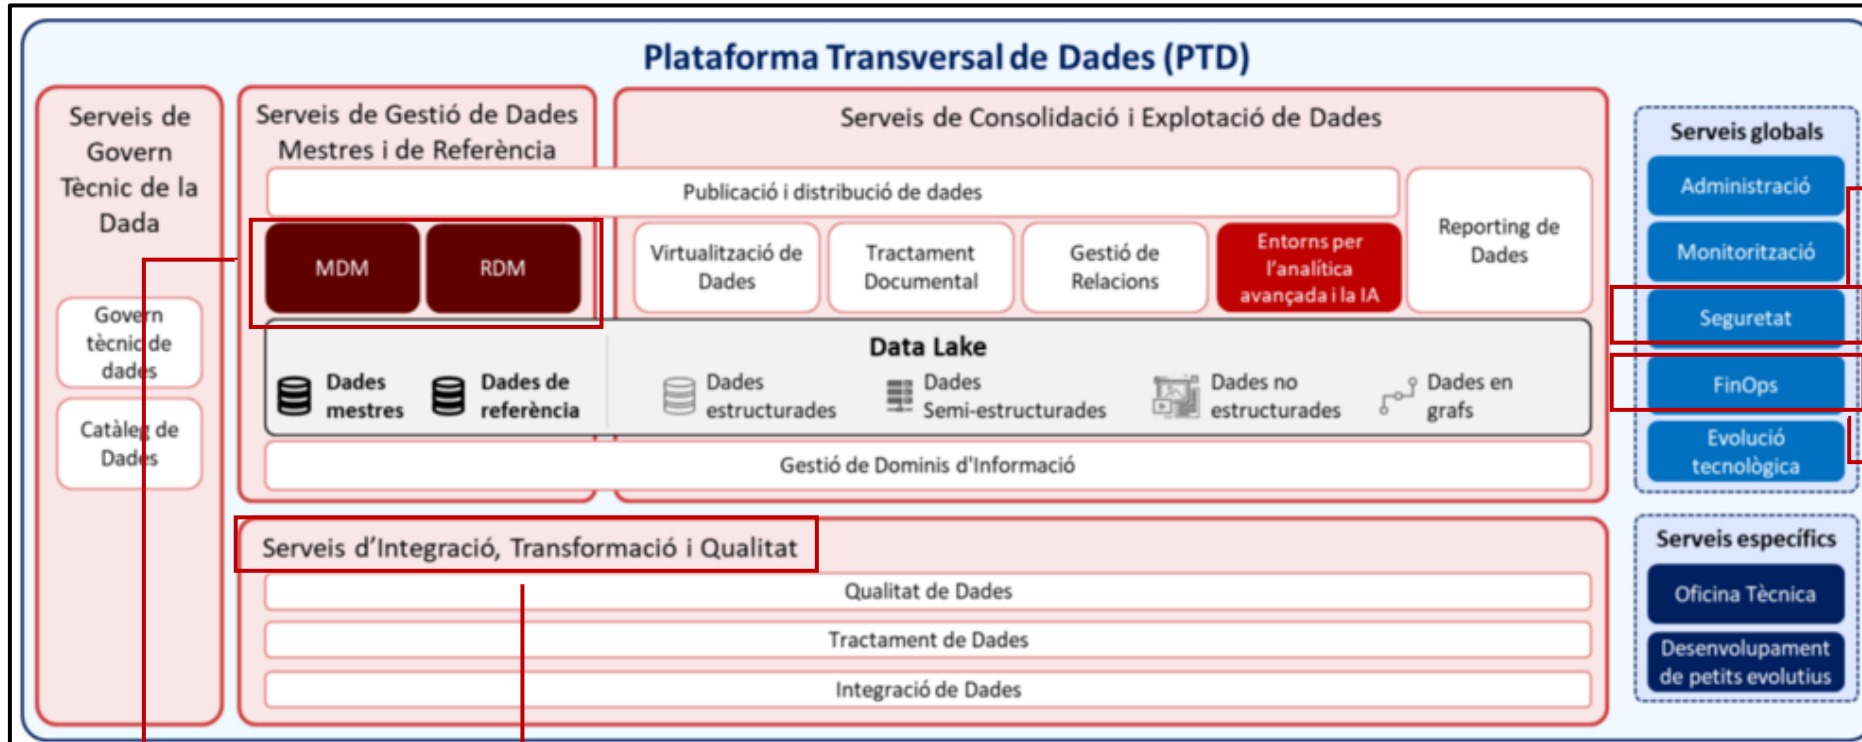 Plataforma Transversal de Dades (PTD)
Serveis de
Govern
Tècnic de la
Dada
Govern
tècnic de
dades
Catàleg de
Dades
Serveis de Gestió de Dades
Mestres i de Referència
Serveis de Consolidació i Explotació de Dades
Publicació i distribució de dades
MDM
RDM
Virtualització de
Dades
Tractament
Documental
Gestió de
Relacions
Entorns per
l'analítica
avançada i la IA
Reporting de
Dades
Data Lake
Dades
mestres
Dades de
referència
Dades
estructurades
Dades
Semi-estructurades
Dades no
estructurades
Dades en
grafs
Gestió de Dominis d'Informació
Serveis d'Integració, Transformació i Qualitat
Qualitat de Dades
Tractament de Dades
Integració de Dades
Serveis globals
Administració
Monitorització
Seguretat
FinOps
Evolució
tecnològica
Serveis específics
Oficina Tècnica
Desenvolupament
de petits evolutius